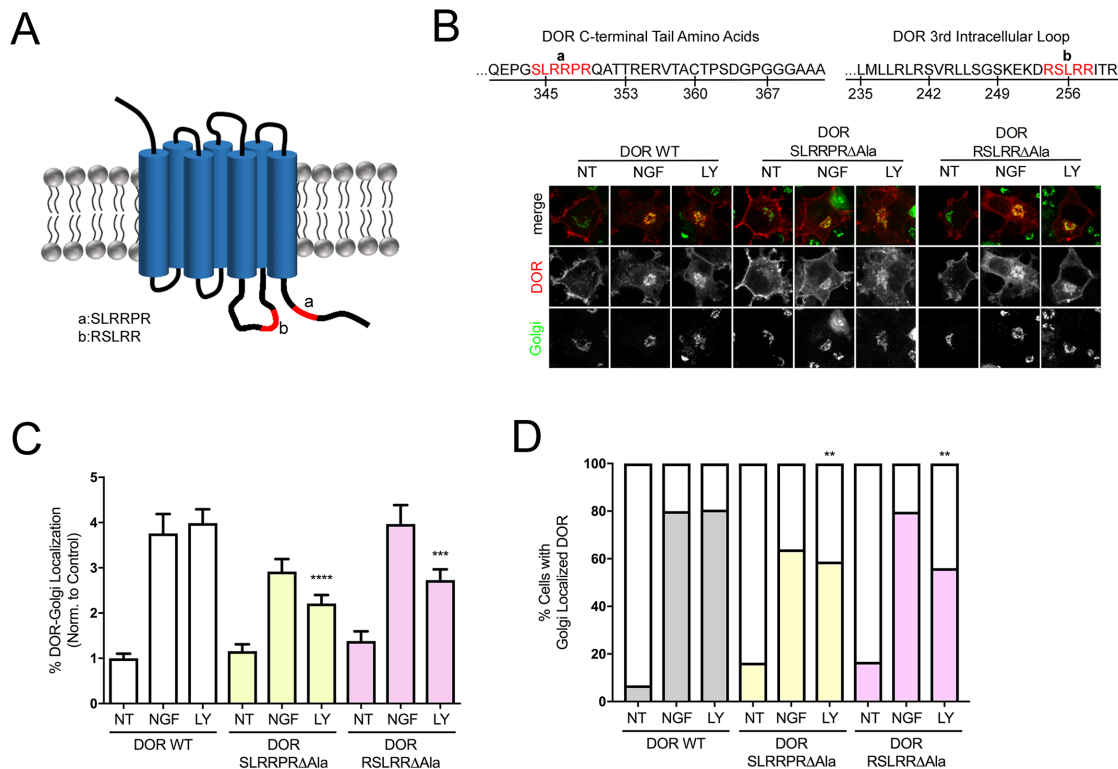 A
a
b
a:SLRRPR
b:RSLRR
B
DOR C-terminal Tail Amino Acids
a
...QEPGSLRRPRQATTRERVTACTPSDGPGGGAAA
345 353 360 367
DOR 3rd Intracellular Loop
b
...LMLLRLRSVRLLSGSKEKDRSLRRITR
235 242 249 256
DOR WT
DOR
SLRRPRΔAla
DOR
RSLRRΔAla
NT NGF LY NT NGF LY NT NGF LY
merge
DOR
Golgi
C
% DOR-Golgi Localization
(Norm. to Control)
5
4
3
2
1
0
****
***
NT NGF LY NT NGF LY NT NGF LY
DOR WT
DOR
SLRRPRΔAla
DOR
RSLRRΔAla
D
% Cells with
Golgi Localized DOR
100
80
60
40
20
0
**
**
NT NGF LY NT NGF LY NT NGF LY
DOR WT
DOR
SLRRPRΔAla
DOR
RSLRRΔAla